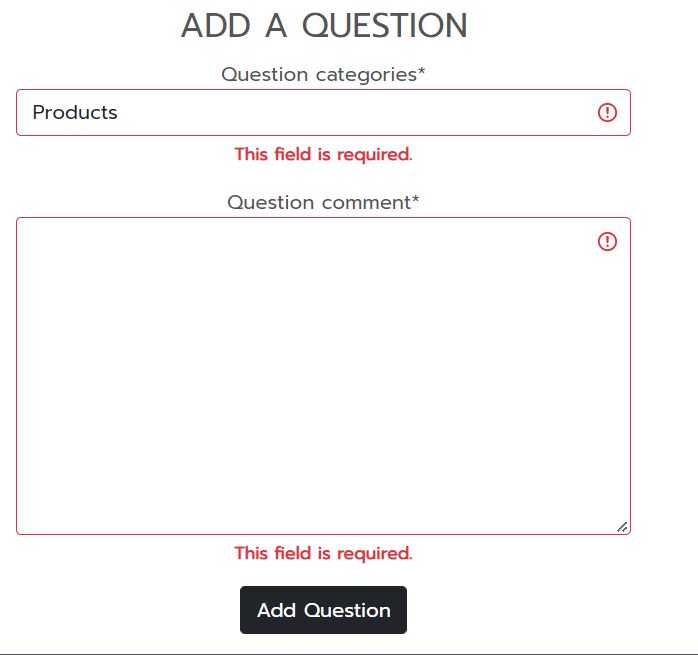 ADD A QUESTION
Question categories*
Products
This field is required.
Question comment*
This field is required.
Add Question